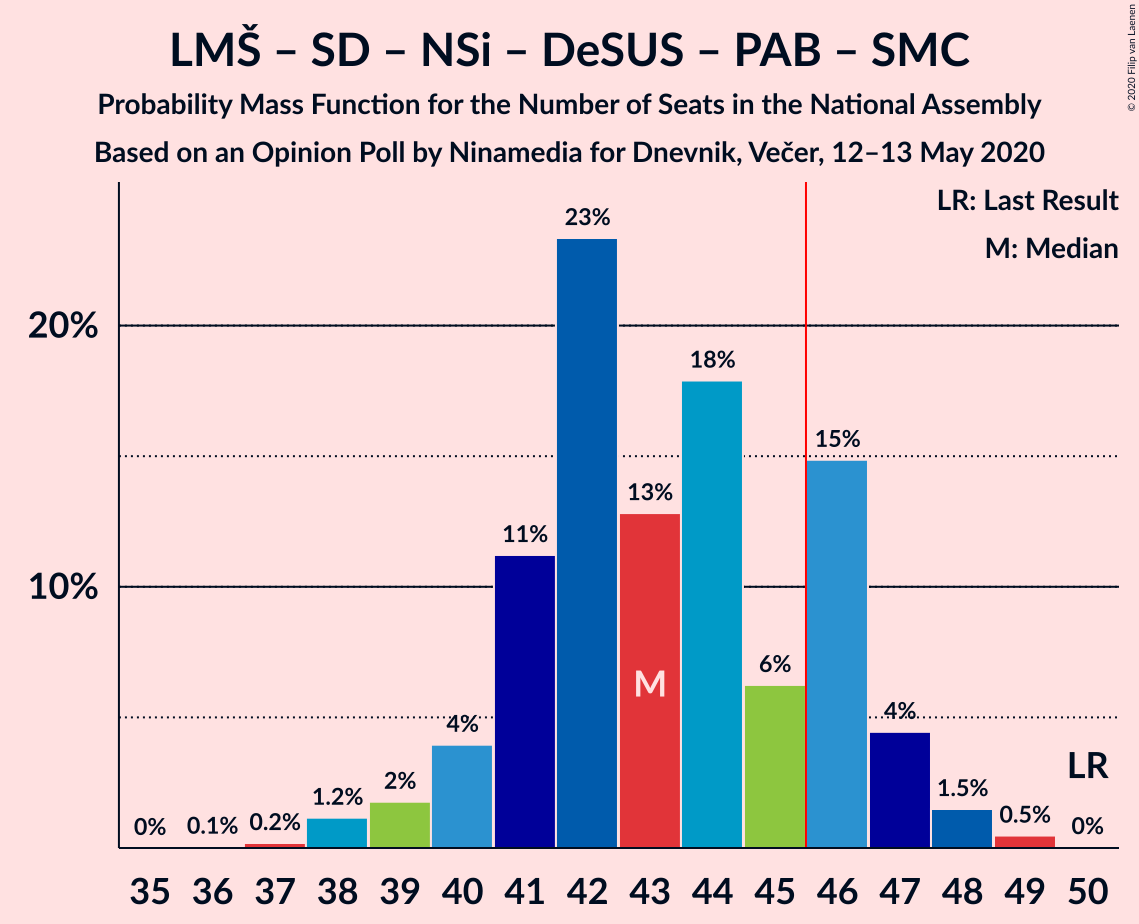 LMŠ – SD – NSi – DeSUS – PAB – SMC
Probability Mass Function for the Number of Seats in the National Assembly
Based on an Opinion Poll by Ninamedia for Dnevnik, Večer, 12–13 May 2020
© 2020 Filip van Laenen
LR: Last Result
M: Median
20%
10%
0%
0.1%
0.2%
1.2%
2%
4%
11%
23%
13%
18%
6%
15%
4%
1.5%
0.5%
0%
M
LR
35 36 37 38 39 40 41 42 43 44 45 46 47 48 49 50